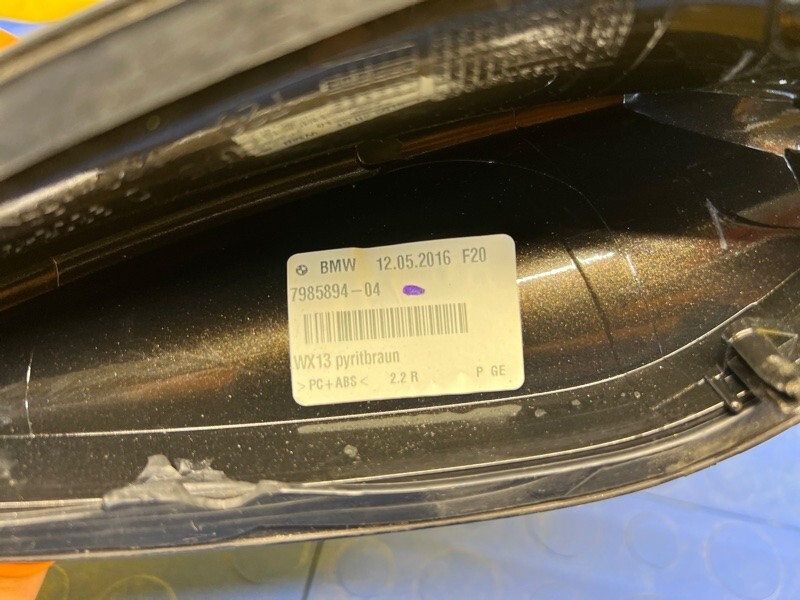 BMW 12.05.2016 F20
7985894-04
WX13 pyritbraun
>PC+ABS< 2.2 R P GE